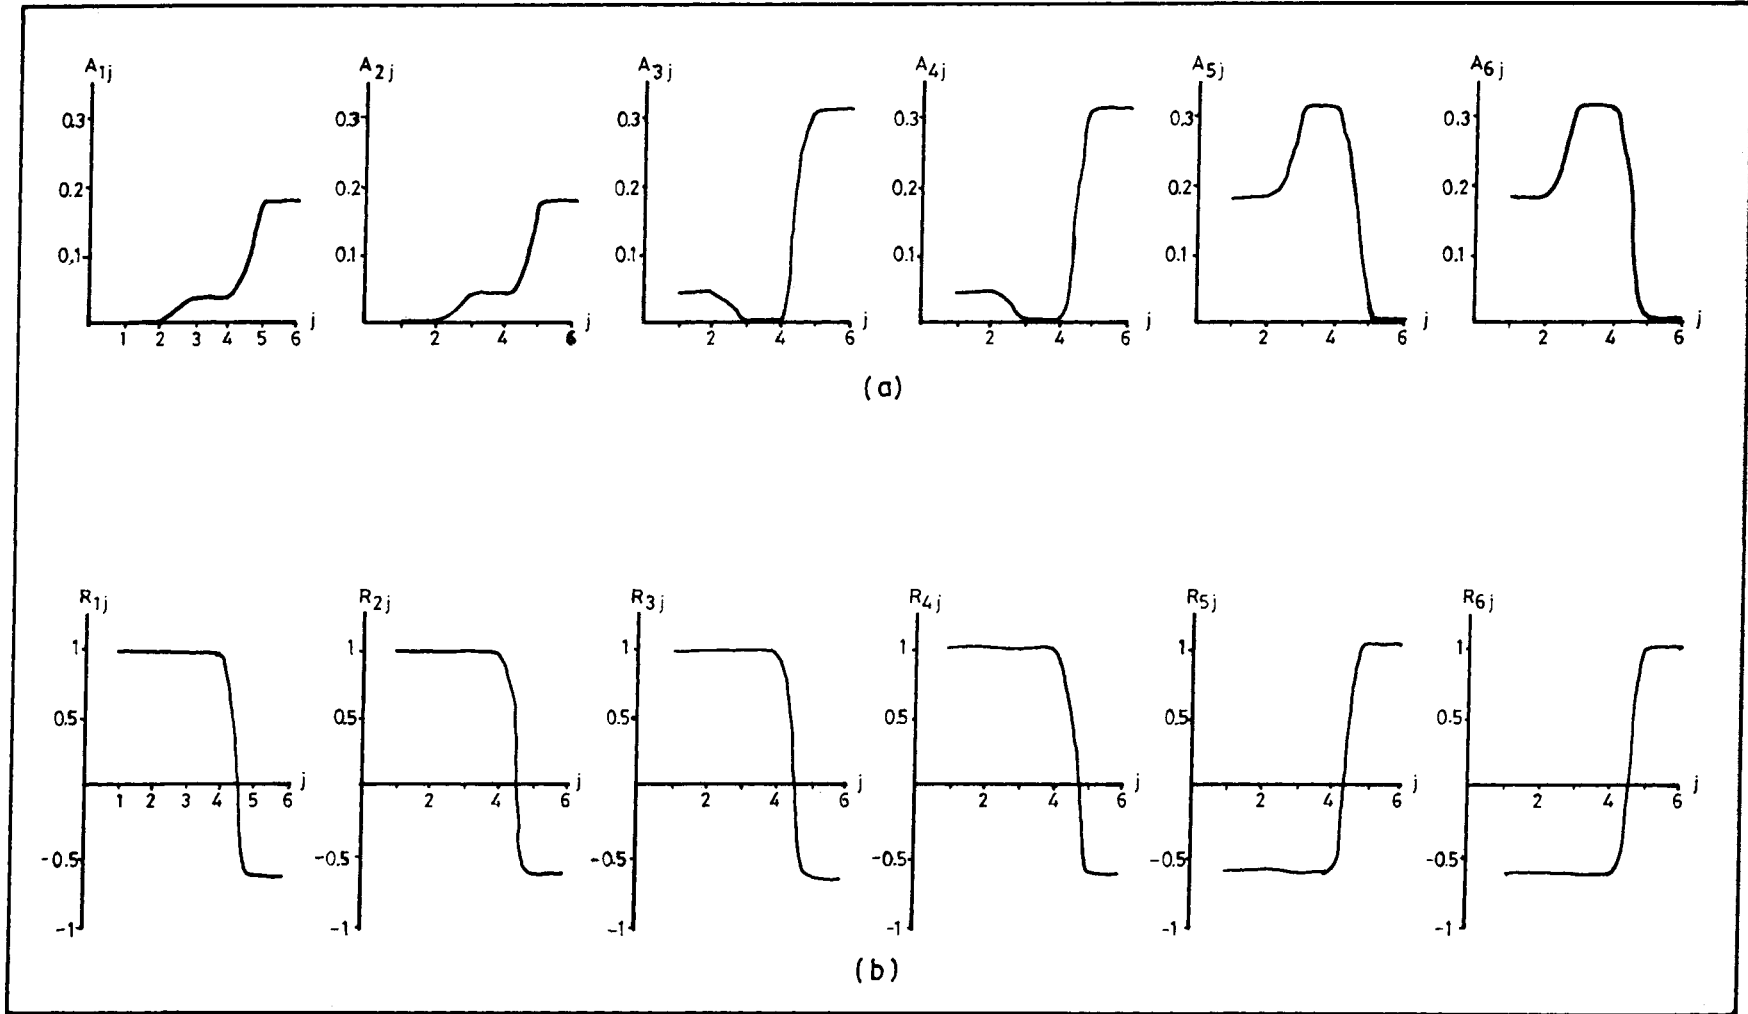 A1j A2j A3j A4j A5j A6j
0.3 0.3 0.3 0.3 0.3 0.3
0.2 0.2 0.2 0.2 0.2 0.2
0.1 0.1 0.1 0.1 0.1 0.1
j j j j j j
1 2 3 4 5 6 2 4 6 2 4 6 2 4 6 2 4 6 2 4 6
(a)
R1j R2j R3j R4j R5j R6j
1 1 1 1 1 1
0.5 0.5 0.5 0.5 0.5 0.5
j j j j j j
1 2 3 4 5 6 2 4 6 2 4 6 2 4 6 2 4 6 2 4 6
-0.5 -0.5 -0.5 -0.5 -0.5 -0.5
-1 -1 -1 -1 -1 -1
(b)